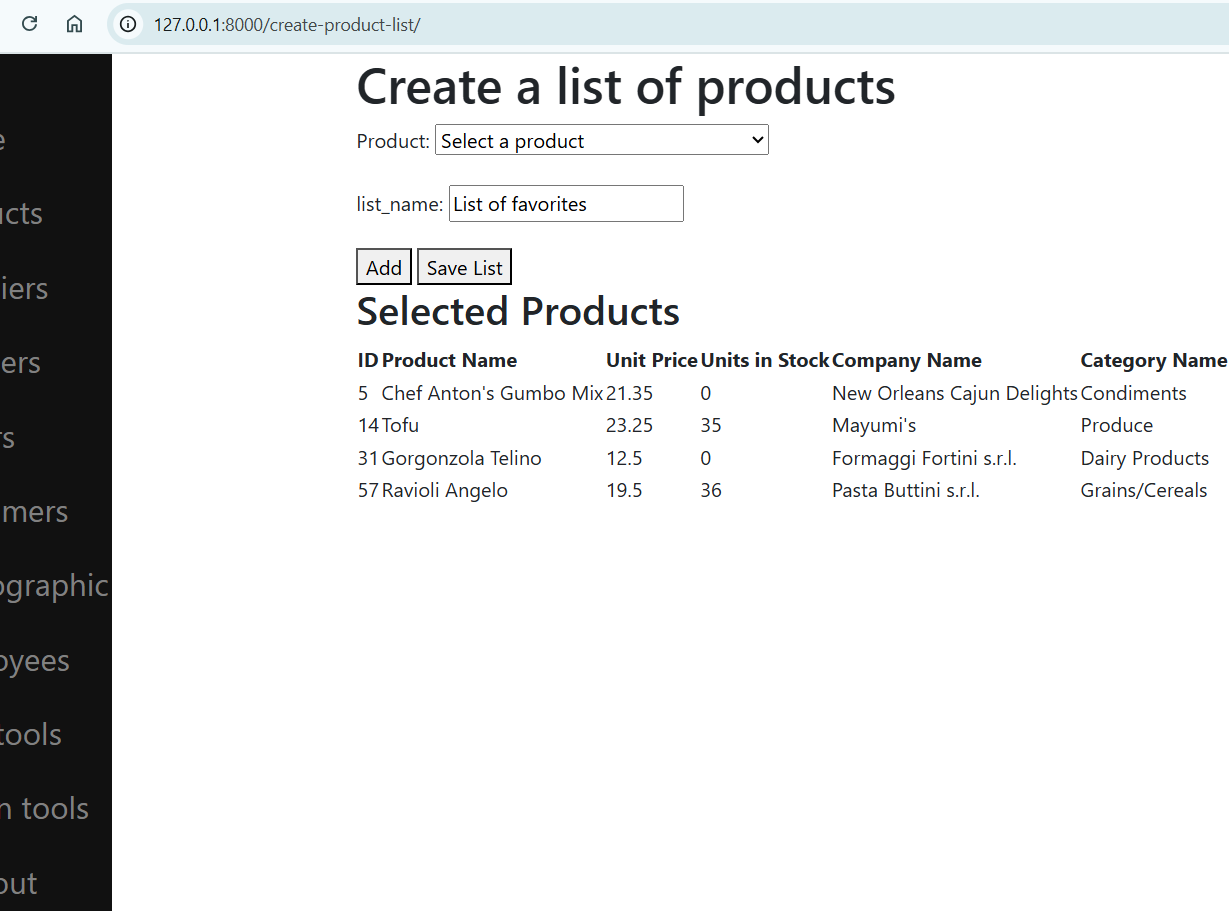 127.0.0.1:8000/create-product-list/
Create a list of products
Product: Select a product
list_name: List of favorites
Add Save List
Selected Products
ID Product Name Unit Price Units in Stock Company Name Category Name
5 Chef Anton's Gumbo Mix 21.35 0 New Orleans Cajun Delights Condiments
14 Tofu 23.25 35 Mayumi's Produce
31 Gorgonzola Telino 12.5 0 Formaggi Fortini s.r.l. Dairy Products
57 Ravioli Angelo 19.5 36 Pasta Buttini s.r.l. Grains/Cereals
e
ucts
iers
ers
rs
mers
ographic
oyees
tools
n tools
out